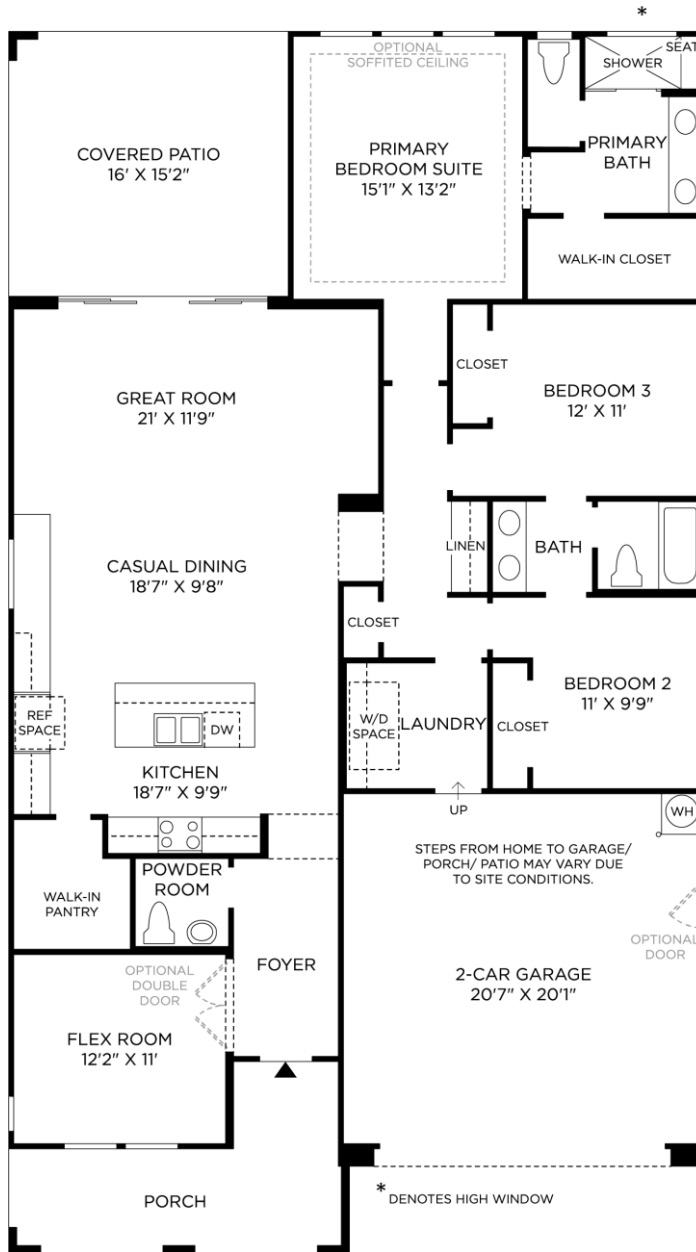 *
OPTIONAL
SOFFITED CEILING
SEAT
SHOWER
COVERED PATIO
16' X 15'2"
PRIMARY
BEDROOM SUITE
15'1" X 13'2"
PRIMARY
BATH
WALK-IN CLOSET
CLOSET
GREAT ROOM
21' X 11'9"
BEDROOM 3
12' X 11'
LINEN
BATH
CASUAL DINING
18'7" X 9'8"
CLOSET
BEDROOM 2
11' X 9'9"
REF
SPACE
DW
W/D
SPACE
LAUNDRY
CLOSET
KITCHEN
18'7" X 9'9"
UP
WH
STEPS FROM HOME TO GARAGE/
PORCH/ PATIO MAY VARY DUE
TO SITE CONDITIONS.
POWDER
ROOM
WALK-IN
PANTRY
OPTIONAL
DOOR
FOYER
OPTIONAL
DOUBLE
DOOR
2-CAR GARAGE
20'7" X 20'1"
FLEX ROOM
12'2" X 11'
PORCH
* DENOTES HIGH WINDOW